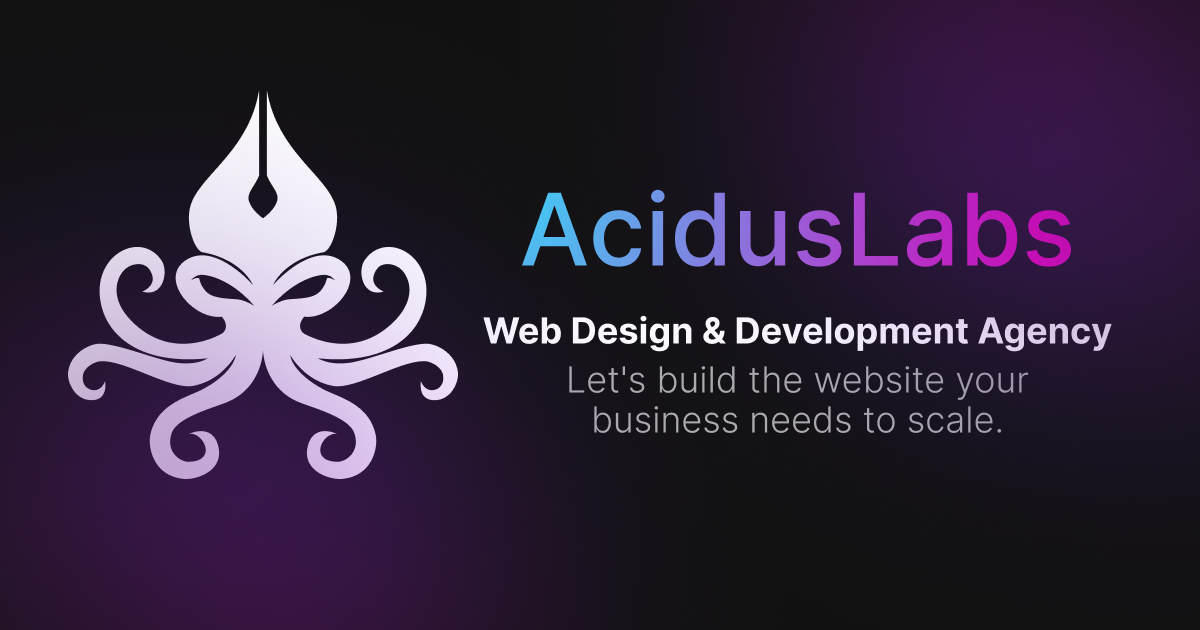 AcidusLabs
Web Design & Development Agency
Let's build the website your
business needs to scale.